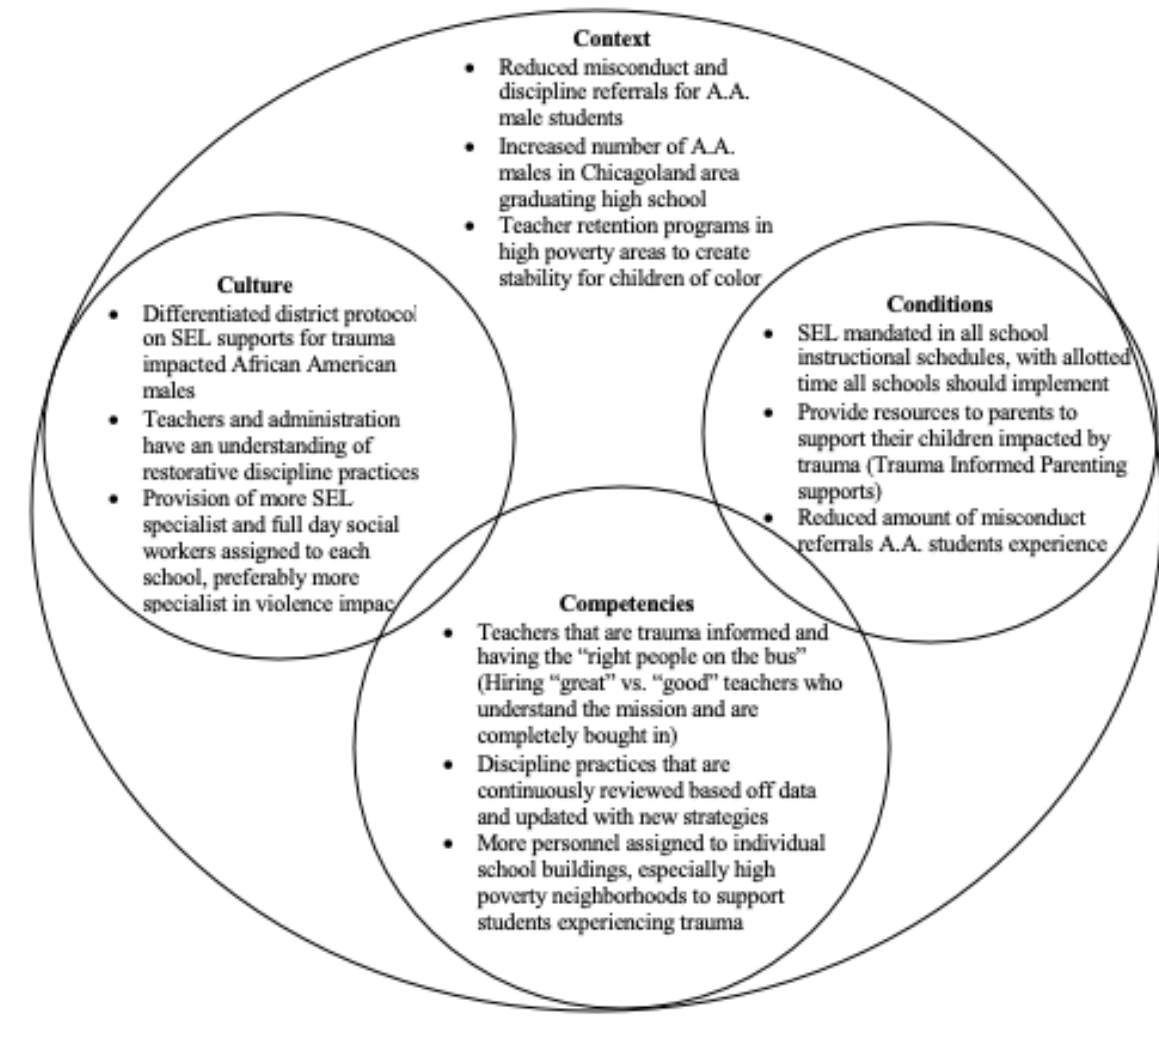 Context
• Reduced misconduct and
discipline referrals for A.A.
male students
• Increased number of A.A.
males in Chicagoland area
graduating high school
• Teacher retention programs in
high poverty areas to create
stability for children of color
Culture
• Differentiated district protocol
on SEL supports for trauma
impacted African American
males
• Teachers and administration
have an understanding of
restorative discipline practices
• Provision of more SEL
specialist and full day social
workers assigned to each
school, preferably more
specialist in violence impac
Conditions
• SEL mandated in all school
instructional schedules, with allotted
time all schools should implement
• Provide resources to parents to
support their children impacted by
trauma (Trauma Informed Parenting
supports)
• Reduced amount of misconduct
referrals A.A. students experience
Competencies
• Teachers that are trauma informed and
having the “right people on the bus”
(Hiring “great” vs. “good” teachers who
understand the mission and are
completely bought in)
• Discipline practices that are
continuously reviewed based off data
and updated with new strategies
• More personnel assigned to individual
school buildings, especially high
poverty neighborhoods to support
students experiencing trauma